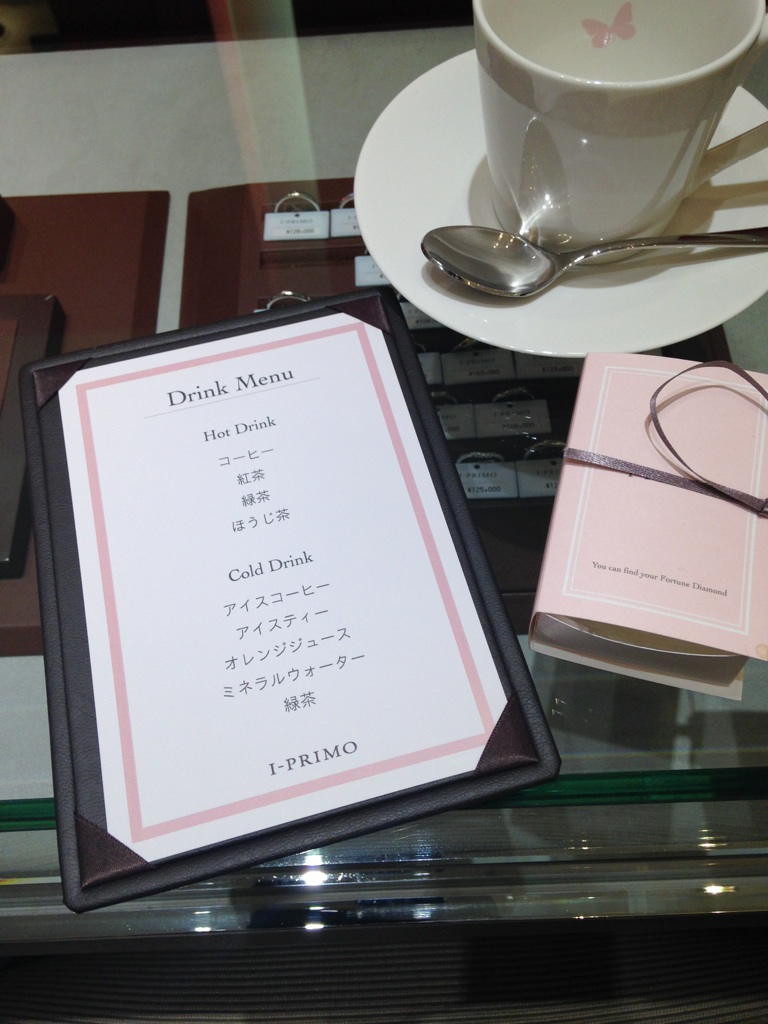 I-PRIMO
Drink Menu
Hot Drink
コーヒー
紅茶
緑茶
ほうじ茶
Cold Drink
アイスコーヒー
アイスティー
オレンジジュース
ミネラルウォーター
緑茶
I-PRIMO
You can find your Fortune Diamond